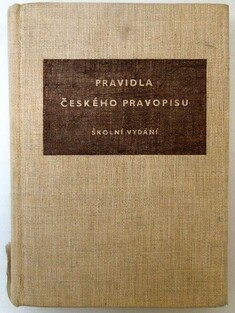 PRAVIDLA
ČESKÉHO PRAVOPISU
ŠKOLNÍ VYDÁNÍ